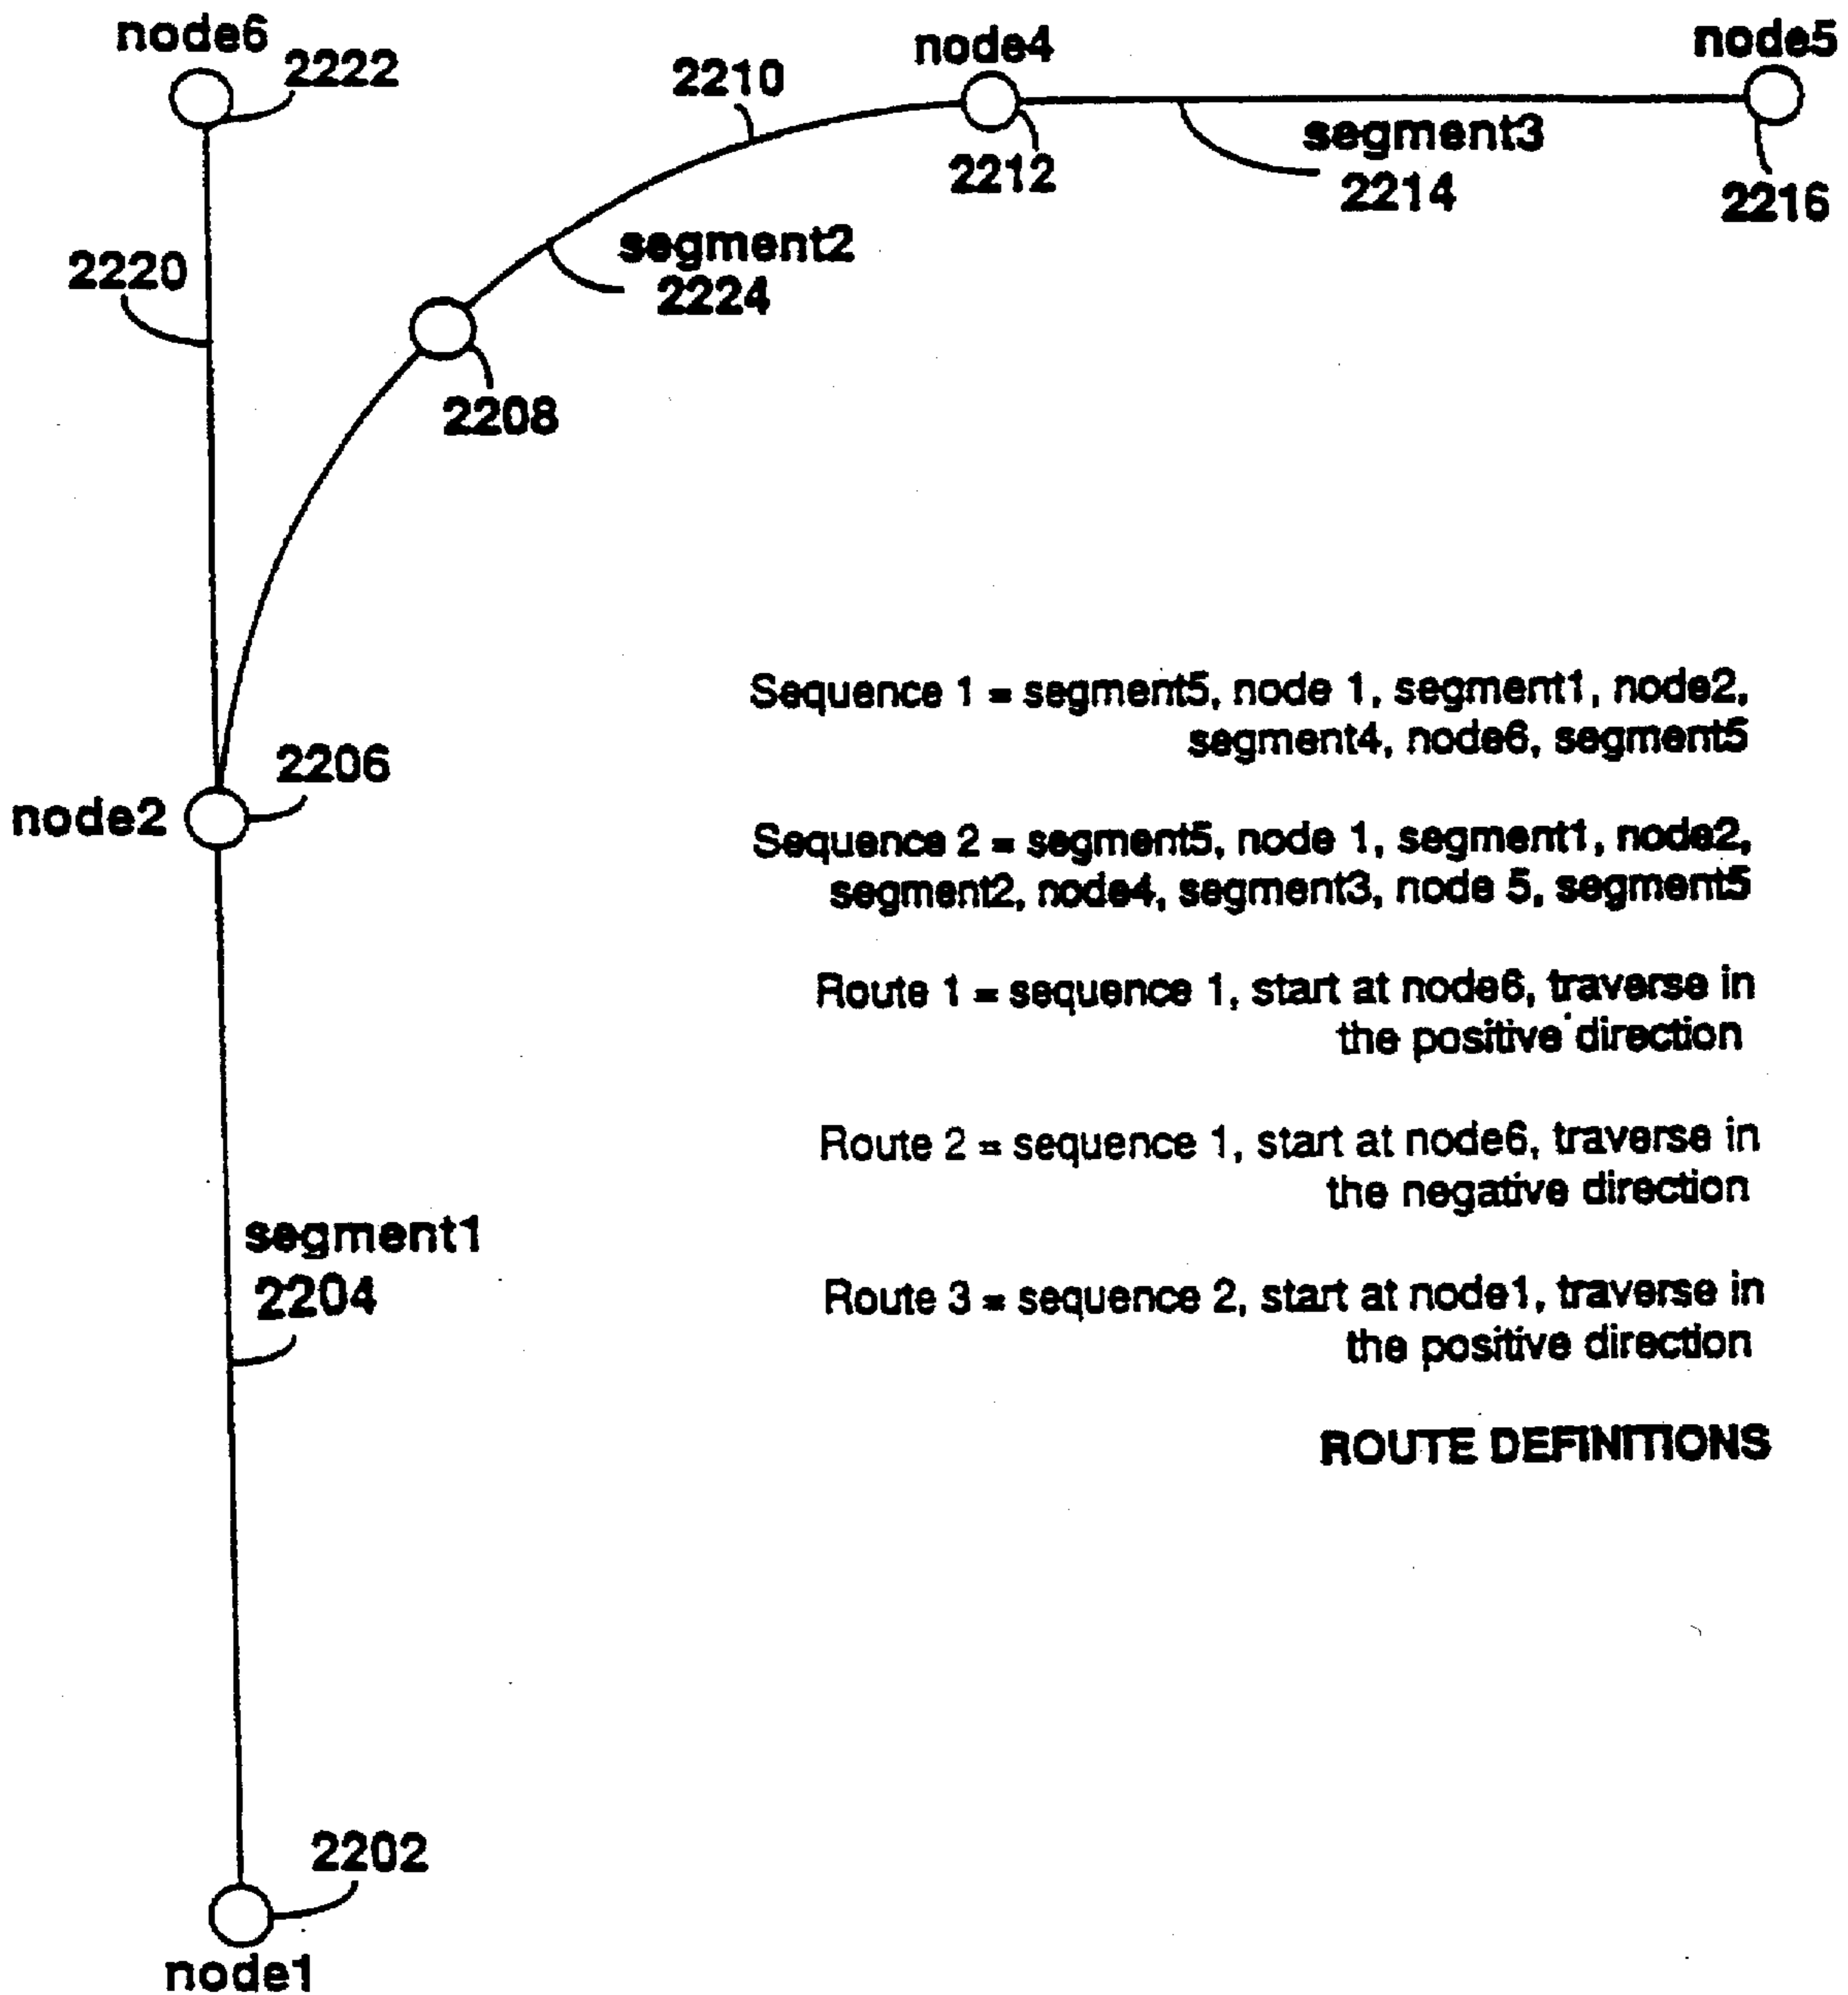 node6
2222
2210
node4
node5
2212
segment3
2214
2216
segment2
2224
2220
2208
Sequence 1 = segment5, node 1, segment1, node2,
segment4, node6, segment5
2206
node2
Sequence 2 = segment5, node 1, segment1, node2,
segment2, node4, segment3, node 5, segment5
Route 1 = sequence 1, start at node6, traverse in
the positive direction
Route 2 = sequence 1, start at node6, traverse in
the negative direction
segment1
2204
Route 3 = sequence 2, start at node1, traverse in
the positive direction
ROUTE DEFINITIONS
2202
node1